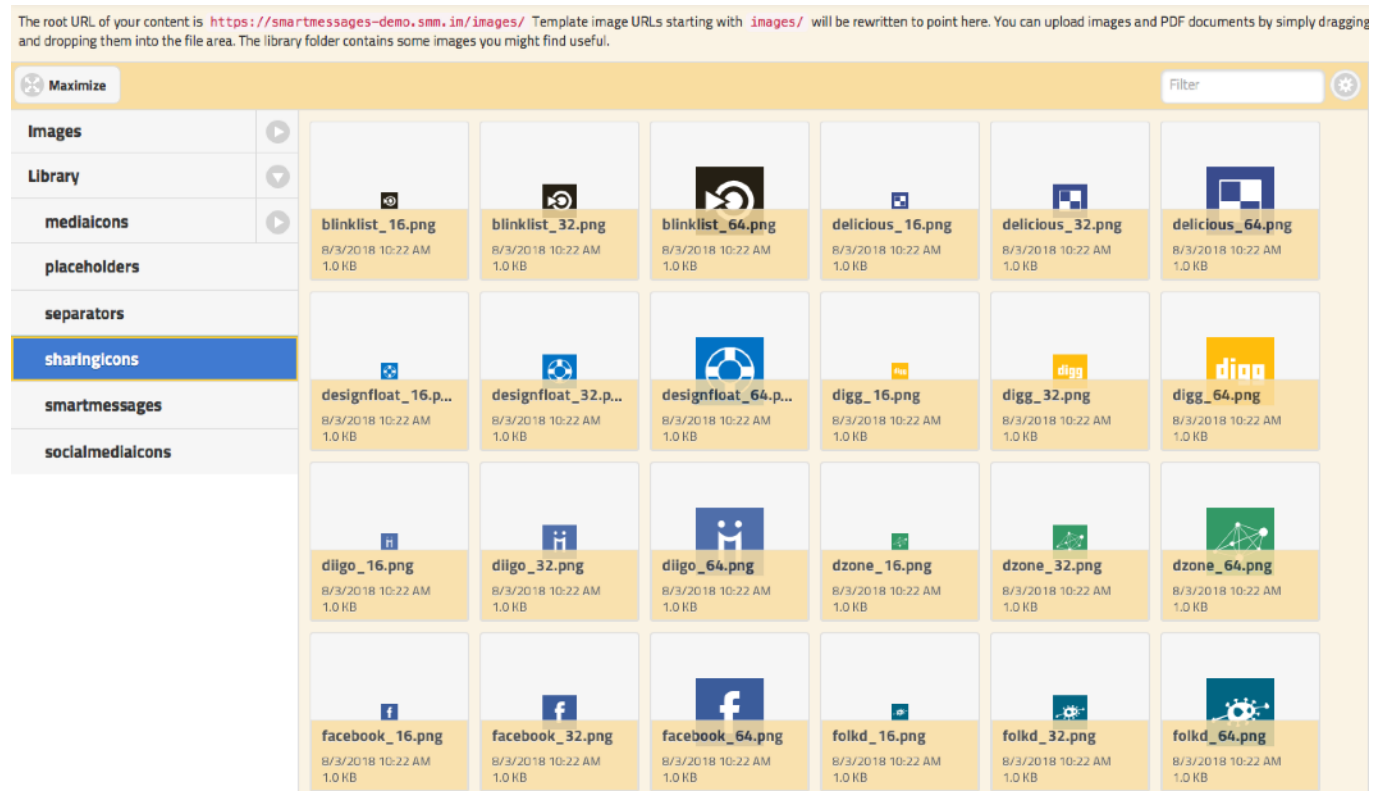 The root URL of your content is https://smartmessages-demo.smm.im/images/ Template image URLs starting with images/ will be rewritten to point here. You can upload images and PDF documents by simply dragging
and dropping them into the file area. The library folder contains some images you might find useful.
Maximize
Filter
Images
Library
mediaicons
placeholders
separators
sharingicons
smartmessages
socialmediaicons
blinklist_16.png blinklist_32.png blinklist_64.png delicious_16.png delicious_32.png delicious_64.png
8/3/2018 10:22 AM 8/3/2018 10:22 AM 8/3/2018 10:22 AM 8/3/2018 10:22 AM 8/3/2018 10:22 AM 8/3/2018 10:22 AM
1.0 KB 1.0 KB 1.0 KB 1.0 KB 1.0 KB 1.0 KB
digg digg
designfloat_16.p... designfloat_32.p... designfloat_64.p... digg_16.png digg_32.png digg_64.png
8/3/2018 10:22 AM 8/3/2018 10:22 AM 8/3/2018 10:22 AM 8/3/2018 10:22 AM 8/3/2018 10:22 AM 8/3/2018 10:22 AM
1.0 KB 1.0 KB 1.0 KB 1.0 KB 1.0 KB 1.0 KB
diigo_16.png diigo_32.png diigo_64.png dzone_16.png dzone_32.png dzone_64.png
8/3/2018 10:22 AM 8/3/2018 10:22 AM 8/3/2018 10:22 AM 8/3/2018 10:22 AM 8/3/2018 10:22 AM 8/3/2018 10:22 AM
1.0 KB 1.0 KB 1.0 KB 1.0 KB 1.0 KB 1.0 KB
f f f
facebook_16.png facebook_32.png facebook_64.png folkd_16.png folkd_32.png folkd_64.png
8/3/2018 10:22 AM 8/3/2018 10:22 AM 8/3/2018 10:22 AM 8/3/2018 10:22 AM 8/3/2018 10:22 AM 8/3/2018 10:22 AM
1.0 KB 1.0 KB 1.0 KB 1.0 KB 1.0 KB 1.0 KB